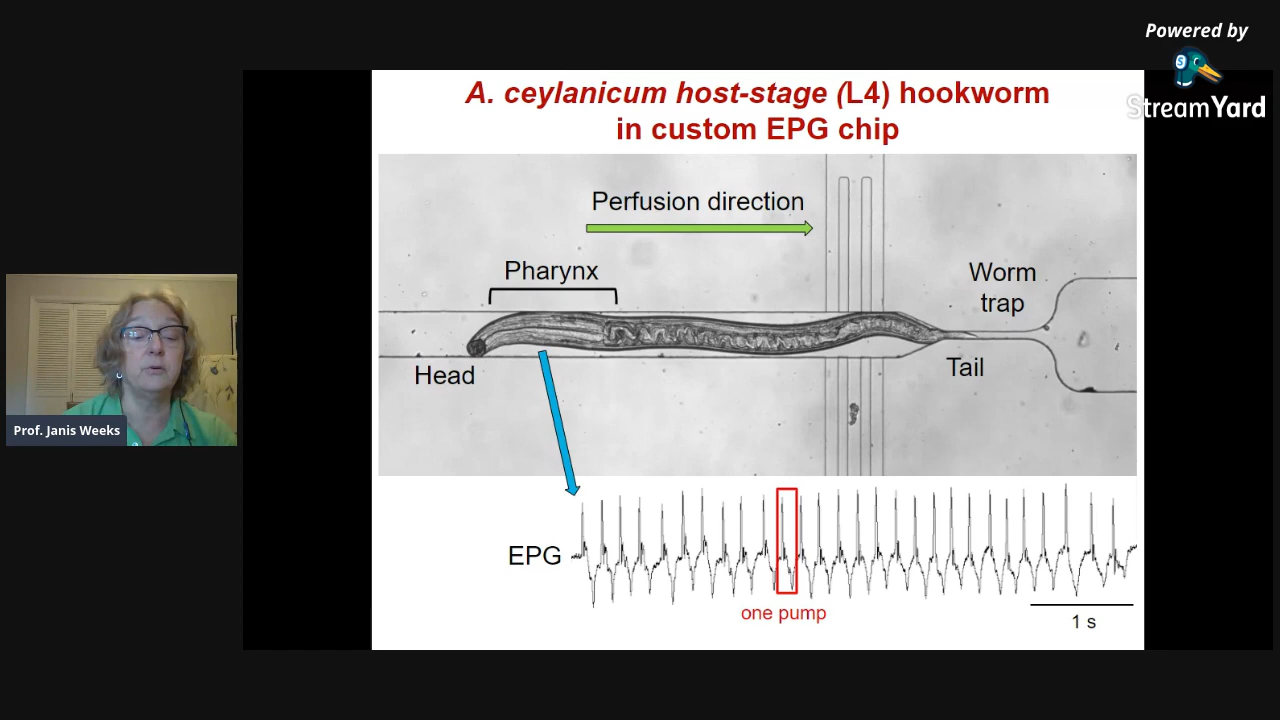 Powered by
StreamYard
A. ceylanicum host-stage (L4) hookworm
in custom EPG chip
Perfusion direction
Pharynx
Worm
trap
Head
Tail
Prof. Janis Weeks
EPG
one pump
1 s